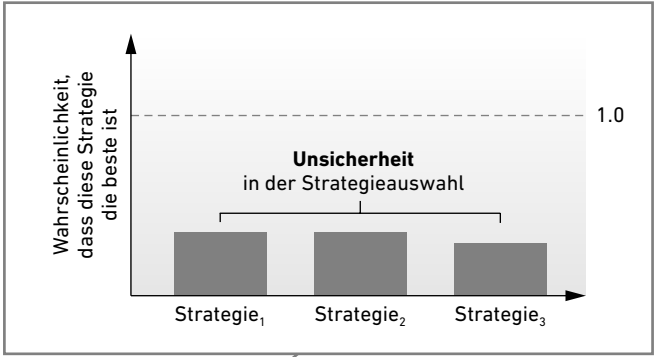 Wahrscheinlichkeit,
dass diese Strategie
die beste ist
1.0
Unsicherheit
in der Strategieauswahl
Strategie₁
Strategie₂
Strategie₃